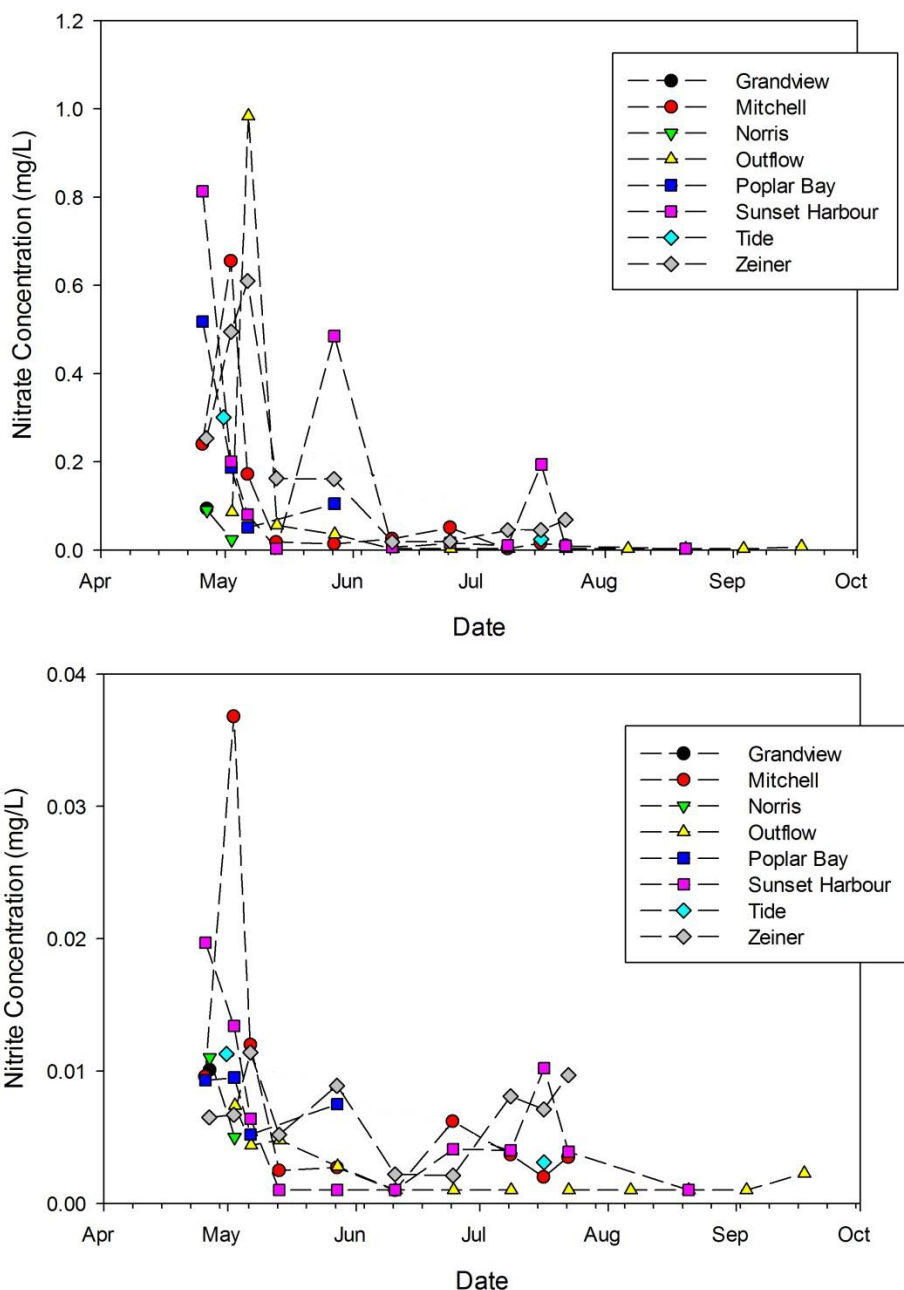 1.2
1.0
0.8
0.6
0.4
0.2
0.0
Nitrate Concentration (mg/L)
Grandview
Mitchell
Norris
Outflow
Poplar Bay
Sunset Harbour
Tide
Zeiner
Apr May Jun Jul Aug Sep Oct
Date
0.04
0.03
0.02
0.01
0.00
Nitrite Concentration (mg/L)
Grandview
Mitchell
Norris
Outflow
Poplar Bay
Sunset Harbour
Tide
Zeiner
Apr May Jun Jul Aug Sep Oct
Date